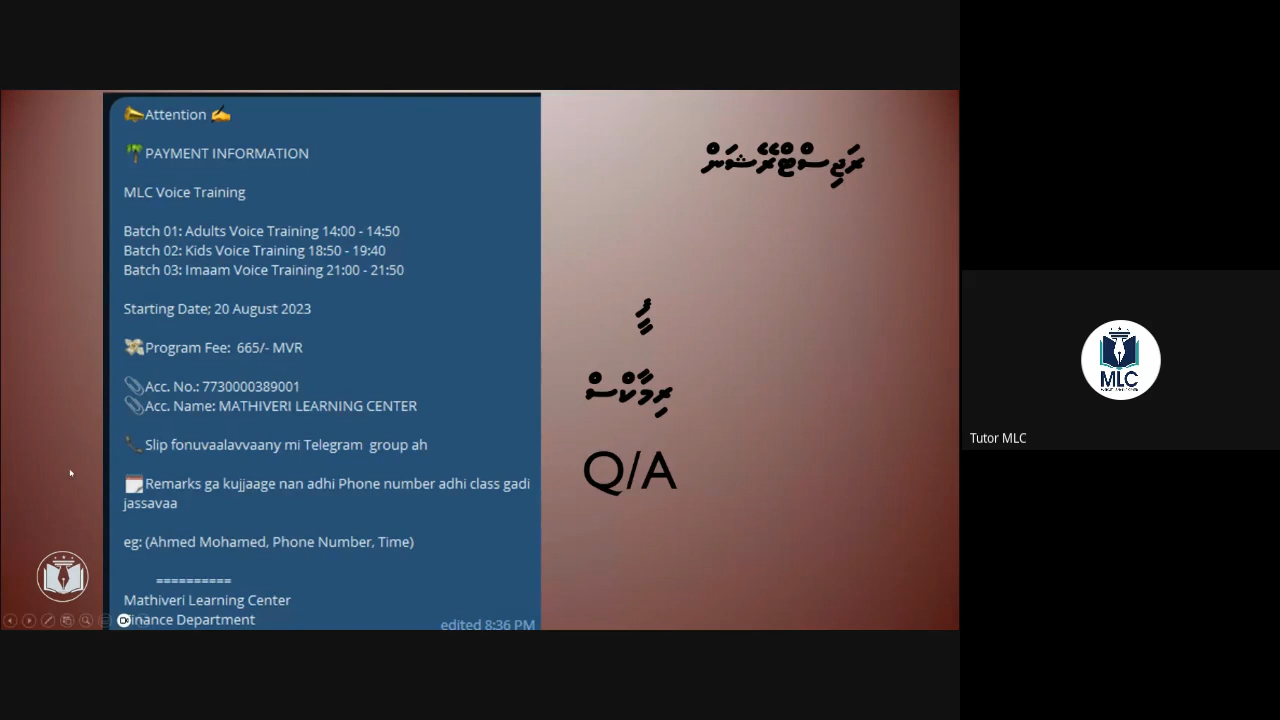 📣Attention ✍️
🌴PAYMENT INFORMATION
MLC Voice Training
Batch 01: Adults Voice Training 14:00 - 14:50
Batch 02: Kids Voice Training 18:50 - 19:40
Batch 03: Imaam Voice Training 21:00 - 21:50
Starting Date; 20 August 2023
💸Program Fee:  665/- MVR
📎Acc. No.: 7730000389001
📎Acc. Name: MATHIVERI LEARNING CENTER
📞Slip fonuvaalavvaany mi Telegram  group ah
🗒️Remarks ga kujjaage nan adhi Phone number adhi class gadi
jassavaa
eg: (Ahmed Mohamed, Phone Number, Time)
==========
Mathiveri Learning Center
Finance Department
edited 8:36 PM
ރަޖިސްޓްރޭޝަން
ފީ
ރިމާކްސް
Q/A
MLC
Tutor MLC